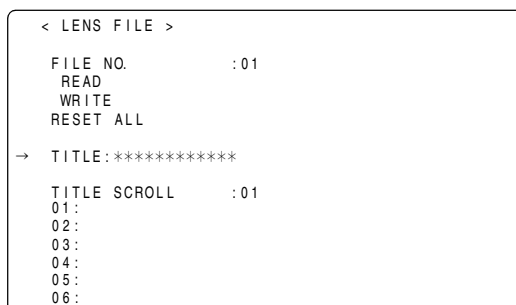 < LENS FILE >
FILE NO. :01
READ
WRITE
RESET ALL
→ TITLE:************
TITLE SCROLL :01
01:
02:
03:
04:
05:
06: